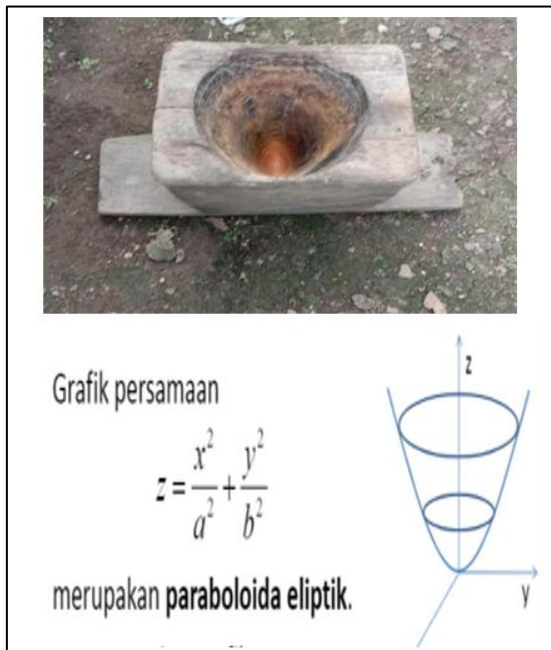 Grafik persamaan
z = x²/a² + y²/b²
merupakan paraboloida eliptik.
z
y